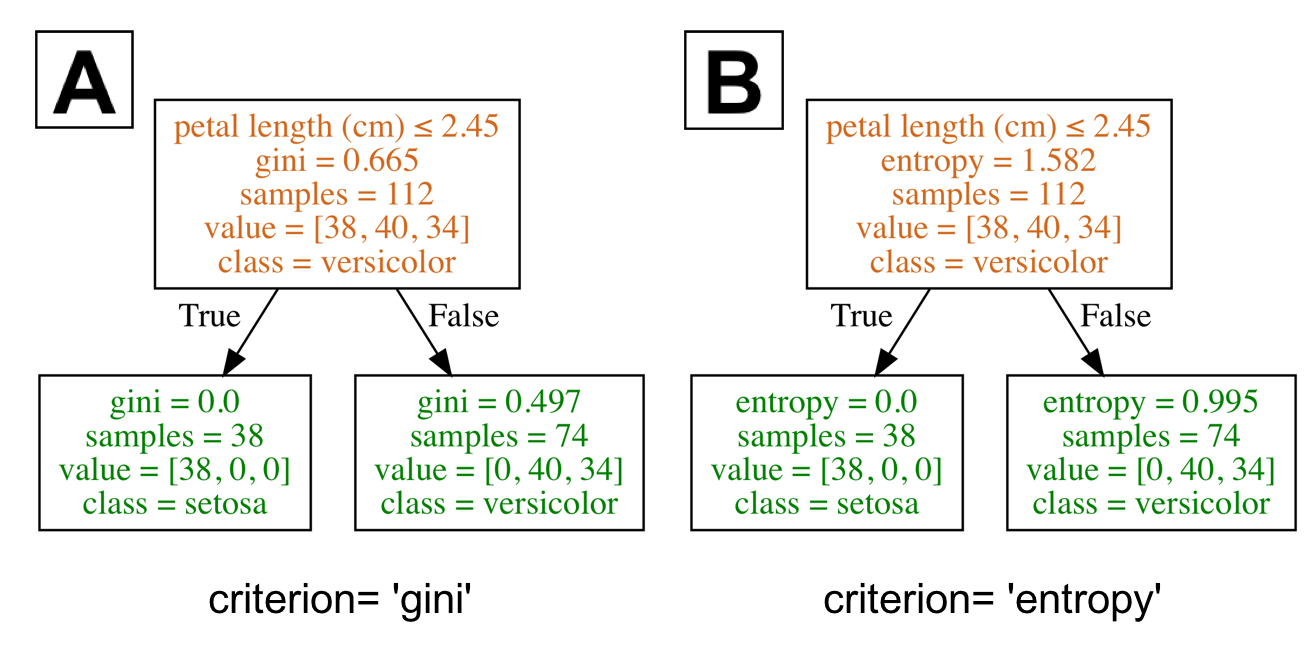 A
petal length (cm) ≤ 2.45
gini = 0.665
samples = 112
value = [38, 40, 34]
class = versicolor
True
False
gini = 0.0
samples = 38
value = [38, 0, 0]
class = setosa
gini = 0.497
samples = 74
value = [0, 40, 34]
class = versicolor
criterion= 'gini'
B
petal length (cm) ≤ 2.45
entropy = 1.582
samples = 112
value = [38, 40, 34]
class = versicolor
True
False
entropy = 0.0
samples = 38
value = [38, 0, 0]
class = setosa
entropy = 0.995
samples = 74
value = [0, 40, 34]
class = versicolor
criterion= 'entropy'